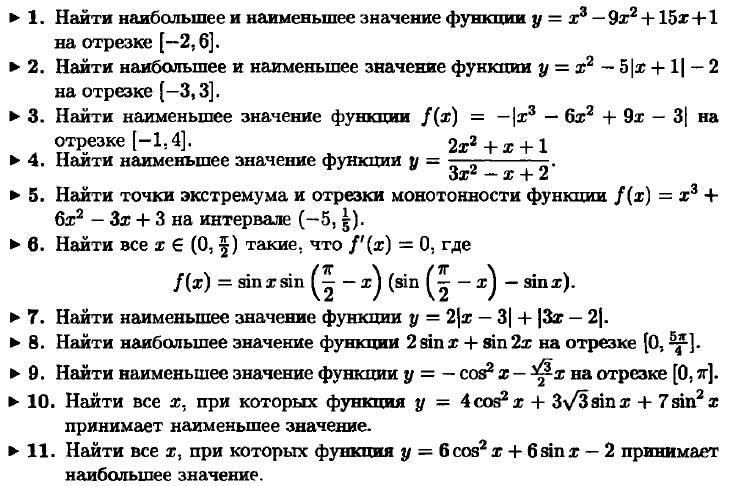 ▸ 1. Найти наибольшее и наименьшее значение функции y = x³ − 9x² + 15x + 1
на отрезке [−2, 6].
▸ 2. Найти наибольшее и наименьшее значение функции y = x² − 5|x + 1| − 2
на отрезке [−3, 3].
▸ 3. Найти наименьшее значение функции f(x) = −|x³ − 6x² + 9x − 3| на
отрезке [−1, 4].
▸ 4. Найти наименьшее значение функции y = (2x² + x + 1)/(3x² − x + 2).
▸ 5. Найти точки экстремума и отрезки монотонности функции f(x) = x³ +
6x² − 3x + 3 на интервале (−5, 1/5).
▸ 6. Найти все x ∈ (0, π/2) такие, что f′(x) = 0, где
f(x) = sin x sin (π/2 − x) (sin (π/2 − x) − sin x).
▸ 7. Найти наименьшее значение функции y = 2|x − 3| + |3x − 2|.
▸ 8. Найти наибольшее значение функции 2 sin x + sin 2x на отрезке [0, 5π/4].
▸ 9. Найти наименьшее значение функции y = − cos² x − √3/2 x на отрезке [0, π].
▸ 10. Найти все x, при которых функция y = 4 cos² x + 3√3 sin x + 7 sin² x
принимает наименьшее значение.
▸ 11. Найти все x, при которых функция y = 6 cos² x + 6 sin x − 2 принимает
наибольшее значение.